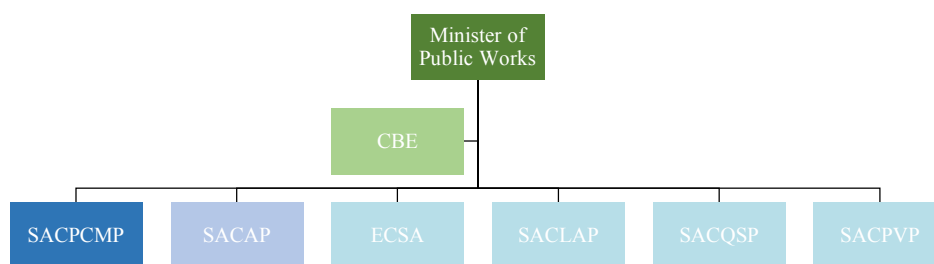 Minister of
Public Works
CBE
SACPCMP
SACAP
ECSA
SACLAP
SACQSP
SACPVP